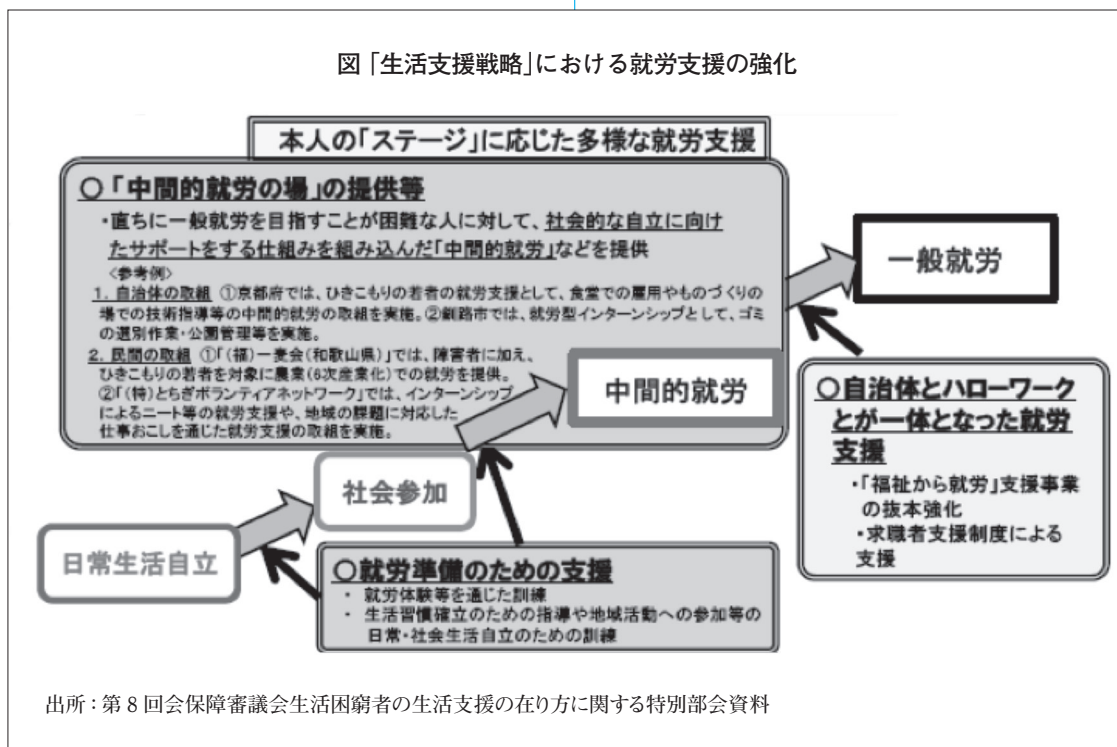 図「生活支援戦略」における就労支援の強化
本人の「ステージ」に応じた多様な就労支援
○「中間的就労の場」の提供等
・直ちに一般就労を目指すことが困難な人に対して、社会的な自立に向け
たサポートをする仕組みを組み込んだ「中間的就労」などを提供
〈参考例〉
1. 自治体の取組 ①京都府では、ひきこもりの若者の就労支援として、食堂での雇用やものづくりの
場での技術指導等の中間的就労の取組を実施。②釧路市では、就労型インターンシップとして、ゴミ
の選別作業・公園管理等を実施。
2. 民間の取組 ①「(福)一麦会(和歌山県)」では、障害者に加え、
ひきこもりの若者を対象に農業(6次産業化)での就労を提供。
②「(特)とちぎボランティアネットワーク」では、インターンシップ
によるニート等の就労支援や、地域の課題に対応した
仕事おこしを通じた就労支援の取組を実施。
一般就労
中間的就労
社会参加
日常生活自立
○自治体とハローワーク
とが一体となった就労
支援
・「福祉から就労」支援事業
の抜本強化
・求職者支援制度による
支援
○就労準備のための支援
・ 就労体験等を通じた訓練
・ 生活習慣確立のための指導や地域活動への参加等の
日常・社会生活自立のための訓練
出所：第 8 回会保障審議会生活困窮者の生活支援の在り方に関する特別部会資料